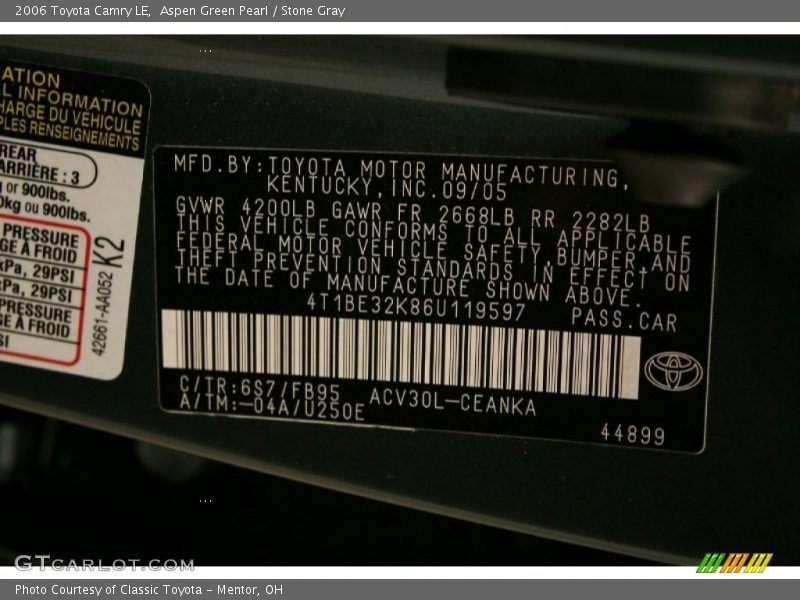 2006 Toyota Camry LE, Aspen Green Pearl / Stone Gray
ATION
L'INFORMATION
HARGE DU VÉHICULE
PLES RENSEIGNEMENTS
REAR
ARRIÈRE : 3
or 900lbs.
0kg ou 900lbs.
PRESSURE
GE À FROID
kPa, 29PSI
kPa, 29PSI
PRESSURE
GE À FROID
SI
42661-AA052 K2
MFD.BY:TOYOTA MOTOR MANUFACTURING,
KENTUCKY,INC.09/05
GVWR 4200LB GAWR FR 2668LB RR 2282LB
THIS VEHICLE CONFORMS TO ALL APPLICABLE
FEDERAL MOTOR VEHICLE SAFETY,BUMPER AND
THEFT PREVENTION STANDARDS IN EFFECT ON
THE DATE OF MANUFACTURE SHOWN ABOVE.
4T1BE32K86U119597 PASS.CAR
C/TR:6S7/FB95 ACV30L-CEANKA
A/TM:-04A/U250E
44899
GTCARLOT.COM
Photo Courtesy of Classic Toyota - Mentor, OH